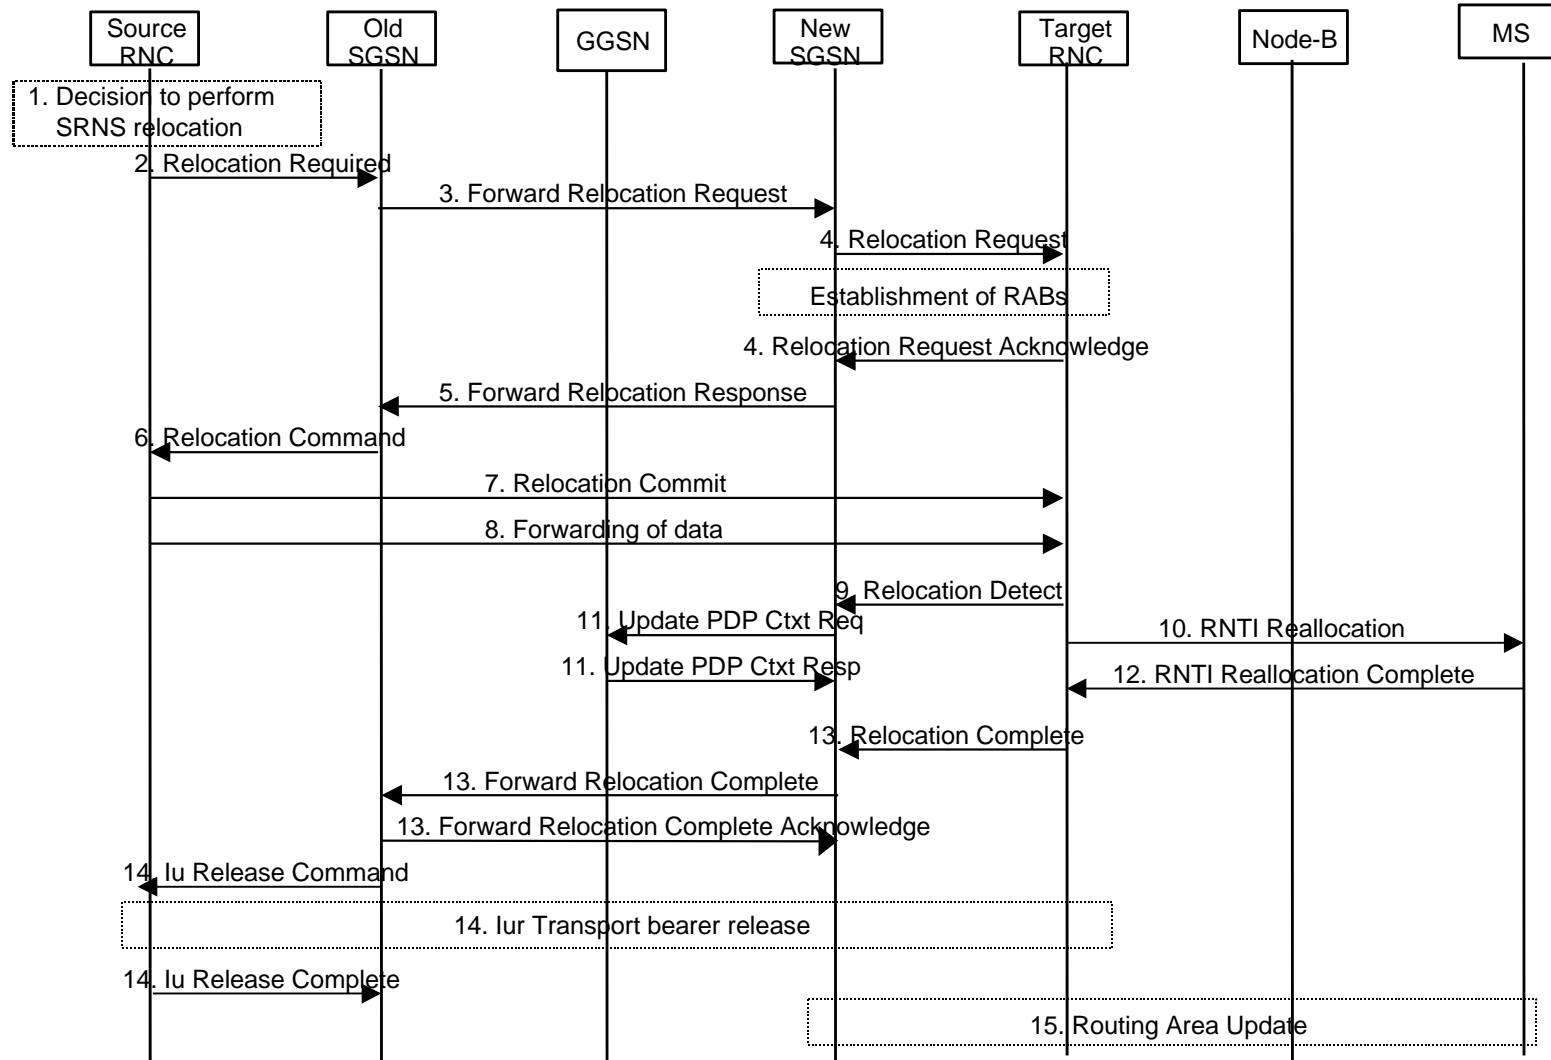 Source
RNC
Old
SGSN
GGSN
New
SGSN
Target
RNC
Node-B
MS
1. Decision to perform
SRNS relocation
2. Relocation Required
3. Forward Relocation Request
4. Relocation Request
Establishment of RABs
4. Relocation Request Acknowledge
5. Forward Relocation Response
6. Relocation Command
7. Relocation Commit
8. Forwarding of data
9. Relocation Detect
11. Update PDP Ctxt Req
10. RNTI Reallocation
11. Update PDP Ctxt Resp
12. RNTI Reallocation Complete
13. Relocation Complete
13. Forward Relocation Complete
13. Forward Relocation Complete Acknowledge
14. Iu Release Command
14. Iur Transport bearer release
14. Iu Release Complete
15. Routing Area Update